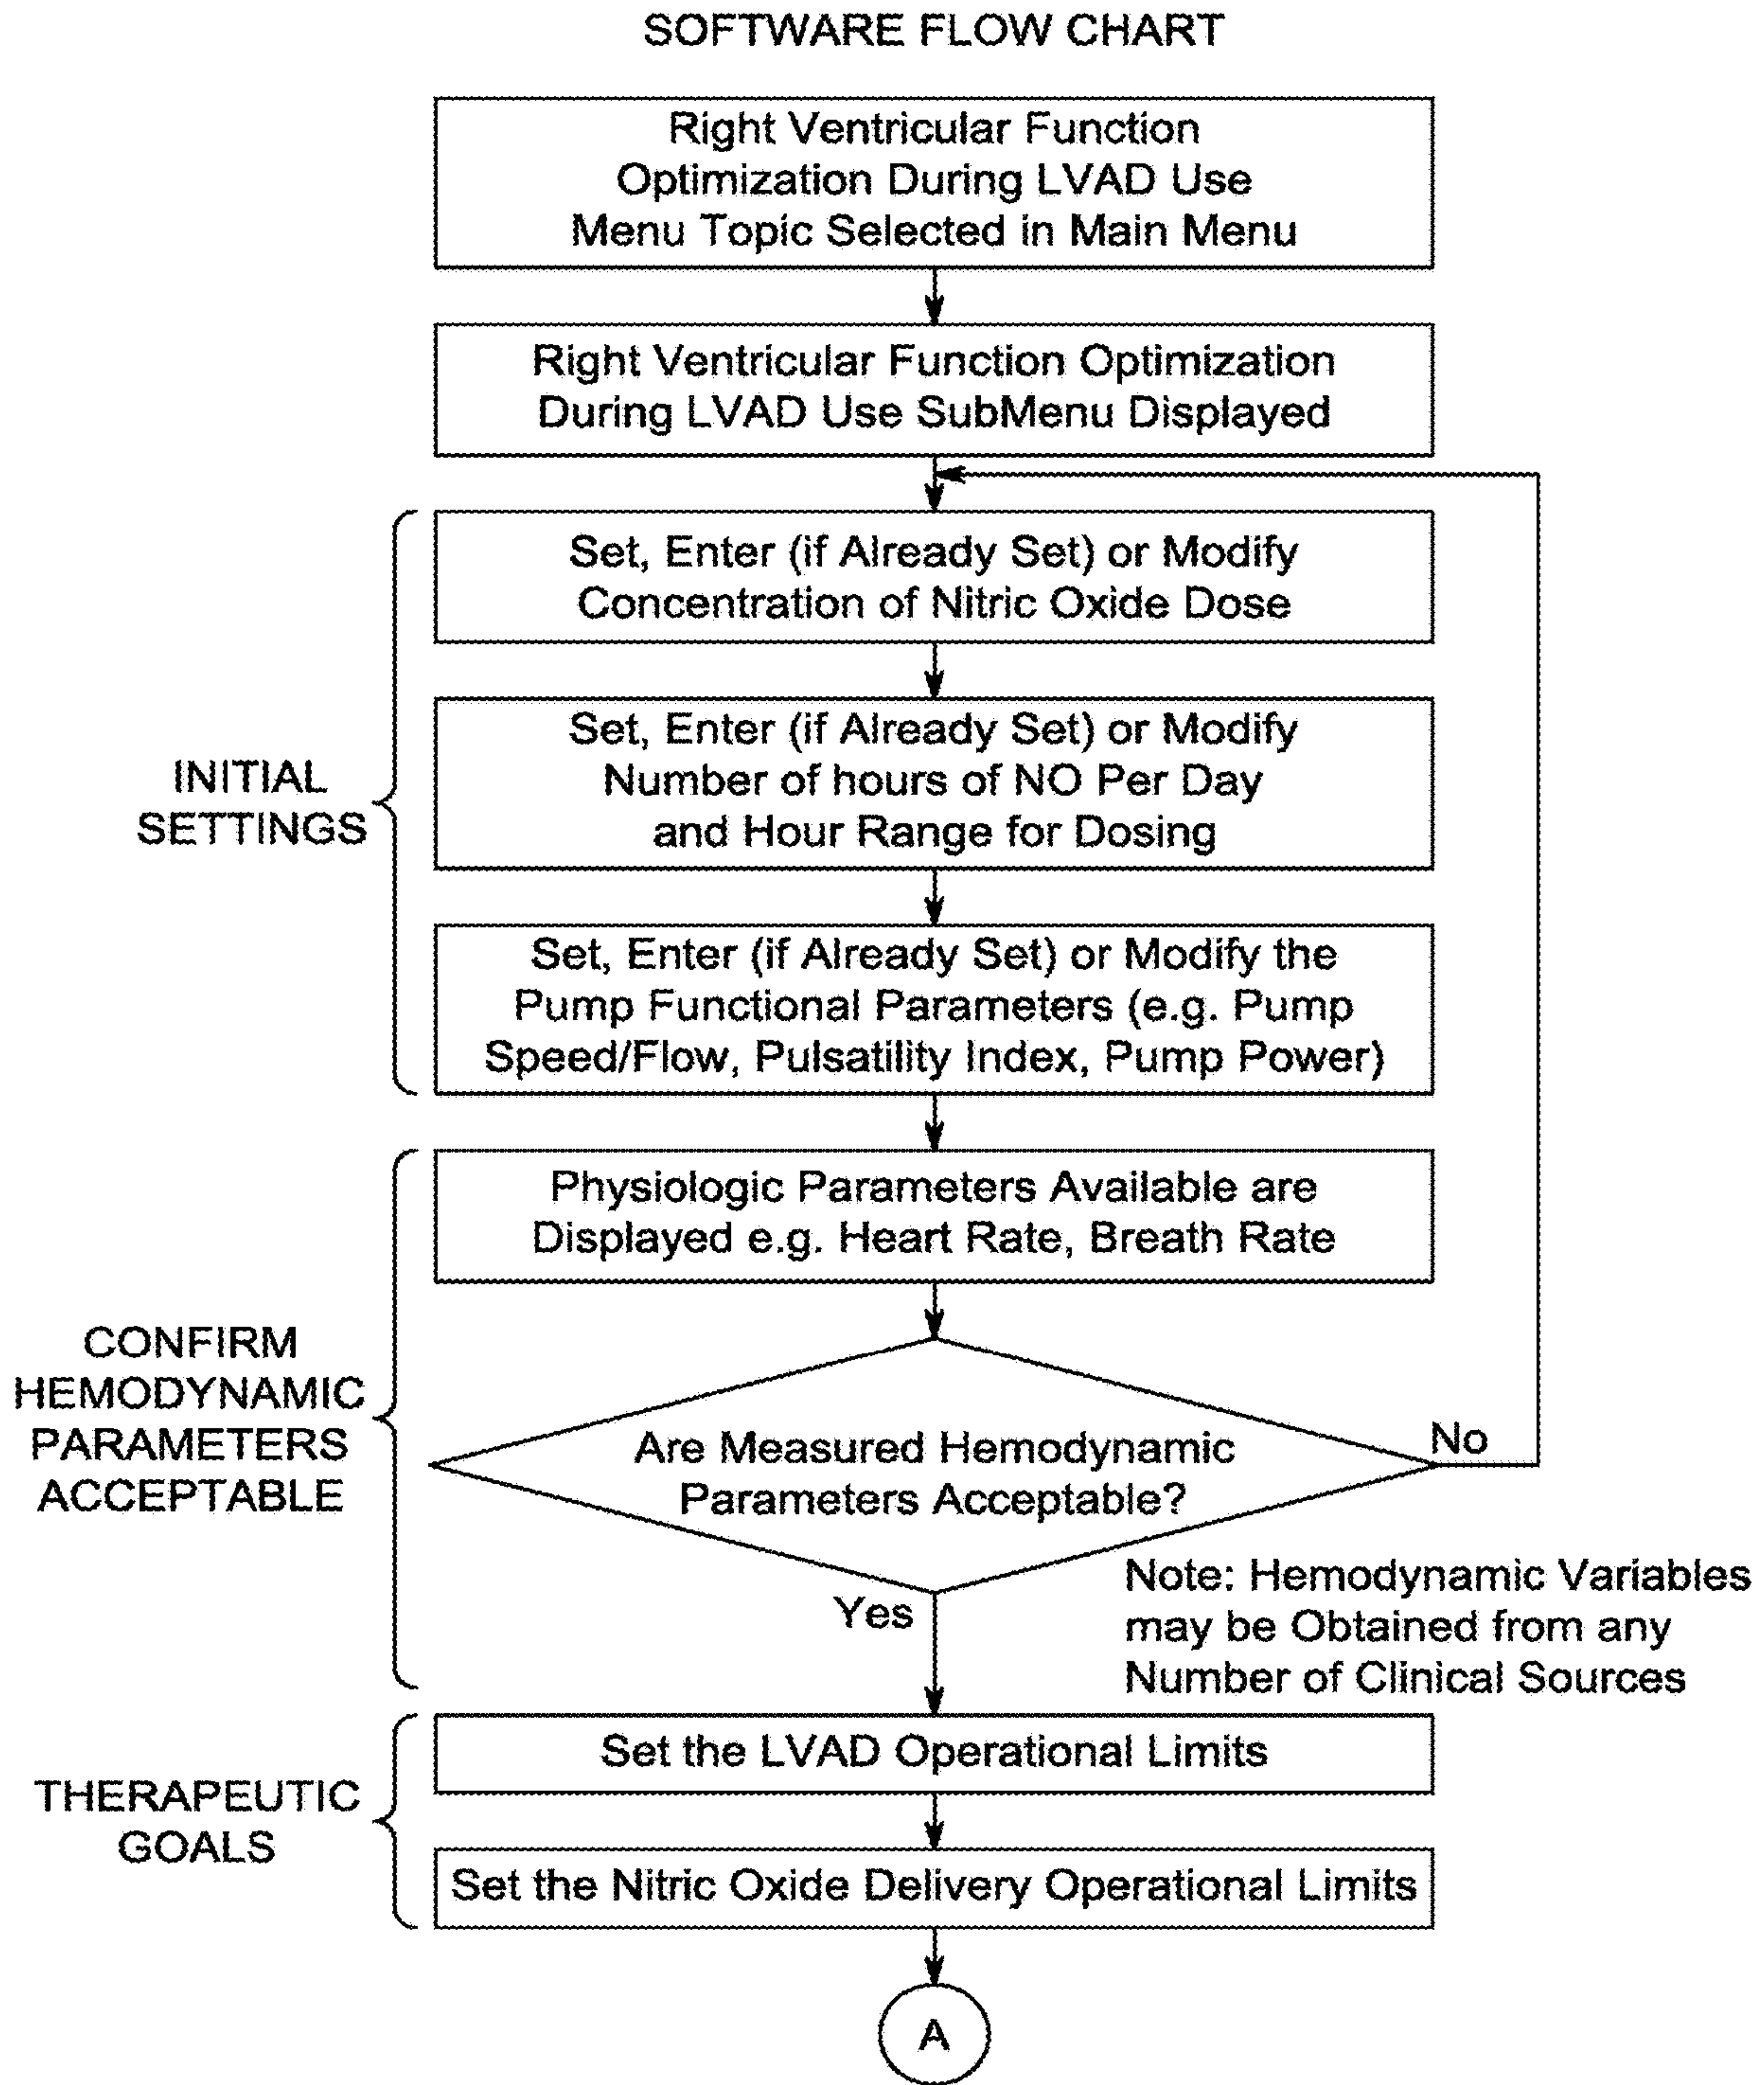 SOFTWARE FLOW CHART
Right Ventricular Function
Optimization During LVAD Use
Menu Topic Selected in Main Menu
Right Ventricular Function Optimization
During LVAD Use SubMenu Displayed
INITIAL
SETTINGS
Set, Enter (if Already Set) or Modify
Concentration of Nitric Oxide Dose
Set, Enter (if Already Set) or Modify
Number of hours of NO Per Day
and Hour Range for Dosing
Set, Enter (if Already Set) or Modify the
Pump Functional Parameters (e.g. Pump
Speed/Flow, Pulsatility Index, Pump Power)
CONFIRM
HEMODYNAMIC
PARAMETERS
ACCEPTABLE
Physiologic Parameters Available are
Displayed e.g. Heart Rate, Breath Rate
Are Measured Hemodynamic
Parameters Acceptable?
No
Yes
Note: Hemodynamic Variables
may be Obtained from any
Number of Clinical Sources
THERAPEUTIC
GOALS
Set the LVAD Operational Limits
Set the Nitric Oxide Delivery Operational Limits
A